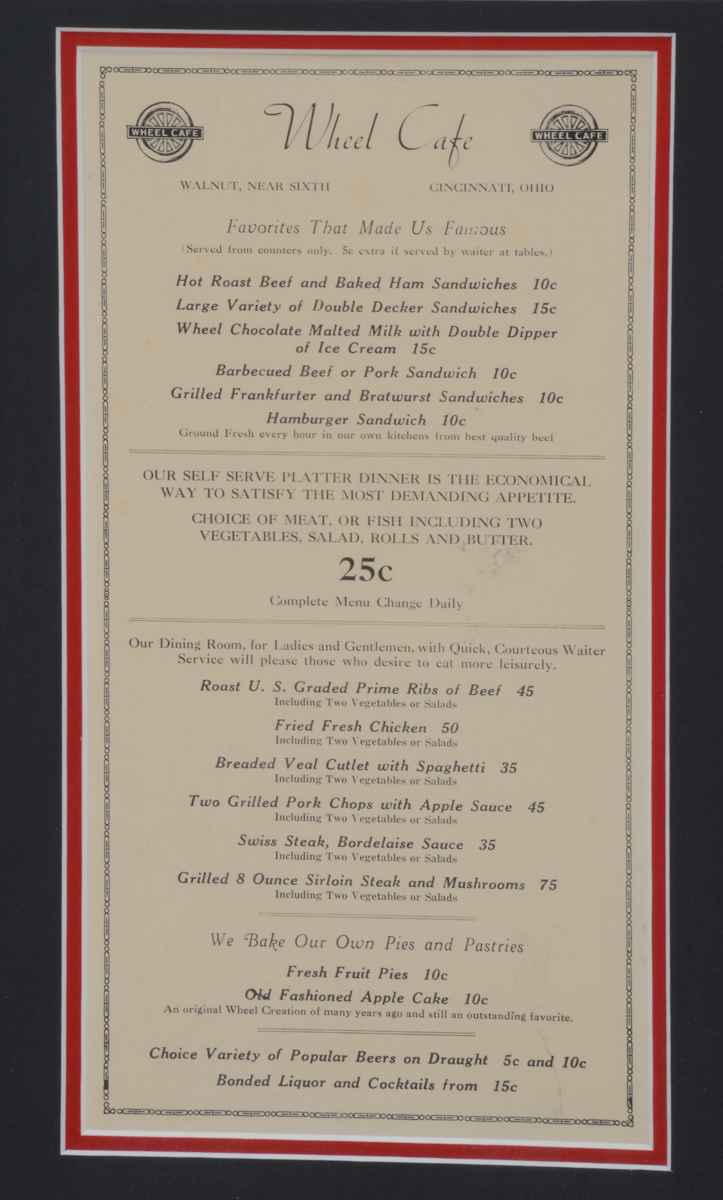 WHEEL CAFE
Wheel Cafe
WHEEL CAFE
WALNUT, NEAR SIXTH CINCINNATI, OHIO
Favorites That Made Us Famous
(Served from counters only. 5c extra if served by waiter at tables.)
Hot Roast Beef and Baked Ham Sandwiches 10c
Large Variety of Double Decker Sandwiches 15c
Wheel Chocolate Malted Milk with Double Dipper
of Ice Cream 15c
Barbecued Beef or Pork Sandwich 10c
Grilled Frankfurter and Bratwurst Sandwiches 10c
Hamburger Sandwich 10c
Ground Fresh every hour in our own kitchens from best quality beef
OUR SELF SERVE PLATTER DINNER IS THE ECONOMICAL
WAY TO SATISFY THE MOST DEMANDING APPETITE.
CHOICE OF MEAT, OR FISH INCLUDING TWO
VEGETABLES, SALAD, ROLLS AND BUTTER.
25c
Complete Menu Change Daily
Our Dining Room, for Ladies and Gentlemen, with Quick, Courteous Waiter
Service will please those who desire to eat more leisurely.
Roast U. S. Graded Prime Ribs of Beef 45
Including Two Vegetables or Salads
Fried Fresh Chicken 50
Including Two Vegetables or Salads
Breaded Veal Cutlet with Spaghetti 35
Including Two Vegetables or Salads
Two Grilled Pork Chops with Apple Sauce 45
Including Two Vegetables or Salads
Swiss Steak, Bordelaise Sauce 35
Including Two Vegetables or Salads
Grilled 8 Ounce Sirloin Steak and Mushrooms 75
Including Two Vegetables or Salads
We Bake Our Own Pies and Pastries
Fresh Fruit Pies 10c
Old Fashioned Apple Cake 10c
An original Wheel Creation of many years ago and still an outstanding favorite.
Choice Variety of Popular Beers on Draught 5c and 10c
Bonded Liquor and Cocktails from 15c